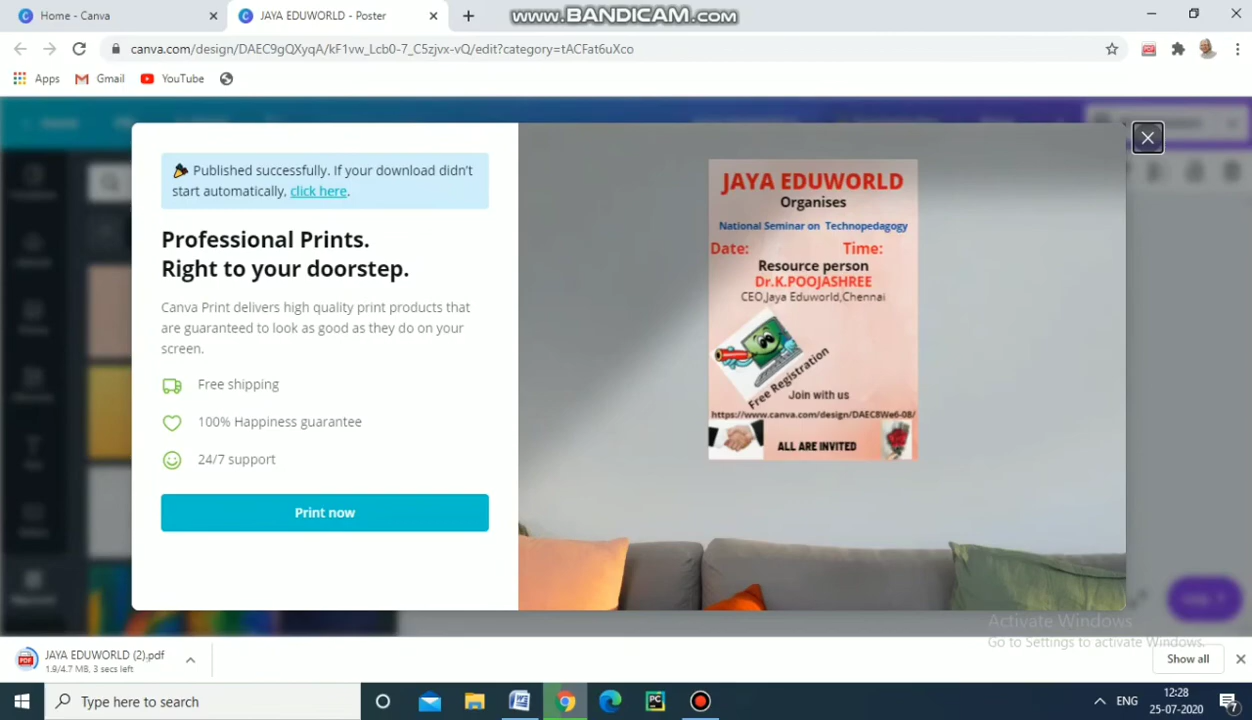 Home - Canva
JAYA EDUWORLD - Poster
www.BANDICAM.com
canva.com/design/DAEC9gQXyqA/kF1vw_Lcb0-7_C5zjvx-vQ/edit?category=tACFat6uXco
Apps
Gmail
YouTube
Published successfully. If your download didn't
start automatically, click here.
Professional Prints.
Right to your doorstep.
Canva Print delivers high quality print products that
are guaranteed to look as good as they do on your
screen.
Free shipping
100% Happiness guarantee
24/7 support
Print now
JAYA EDUWORLD
Organises
National Seminar on Technopedagogy
Date: Time:
Resource person
Dr.K.POOJASHREE
CEO,Jaya Eduworld,Chennai
Free Registration
Join with us
https://www.canva.com/design/DAEC8We6-08/
ALL ARE INVITED
Activate Windows
Go to Settings to activate Windows.
JAYA EDUWORLD (2).pdf
1.9/4.7 MB, 3 secs left
Show all
Type here to search
ENG
12:28
25-07-2020
7